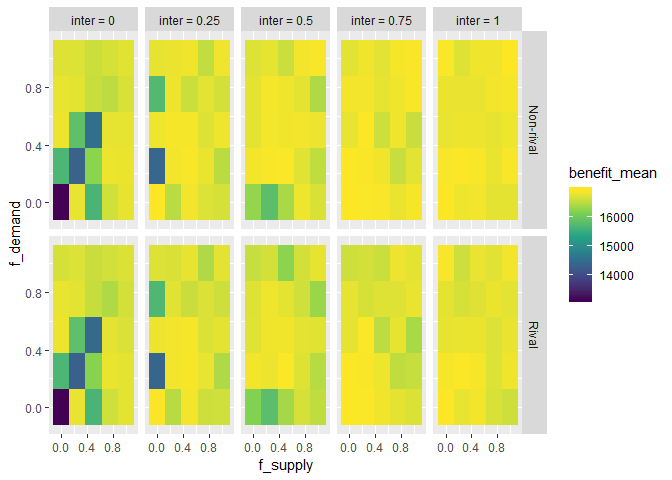 inter = 0 inter = 0.25 inter = 0.5 inter = 0.75 inter = 1
0.8
0.4
0.0
Non-rival
0.8
0.4
0.0
Rival
f_demand
0.0 0.4 0.8 0.0 0.4 0.8 0.0 0.4 0.8 0.0 0.4 0.8 0.0 0.4 0.8
f_supply
benefit_mean
16000
15000
14000